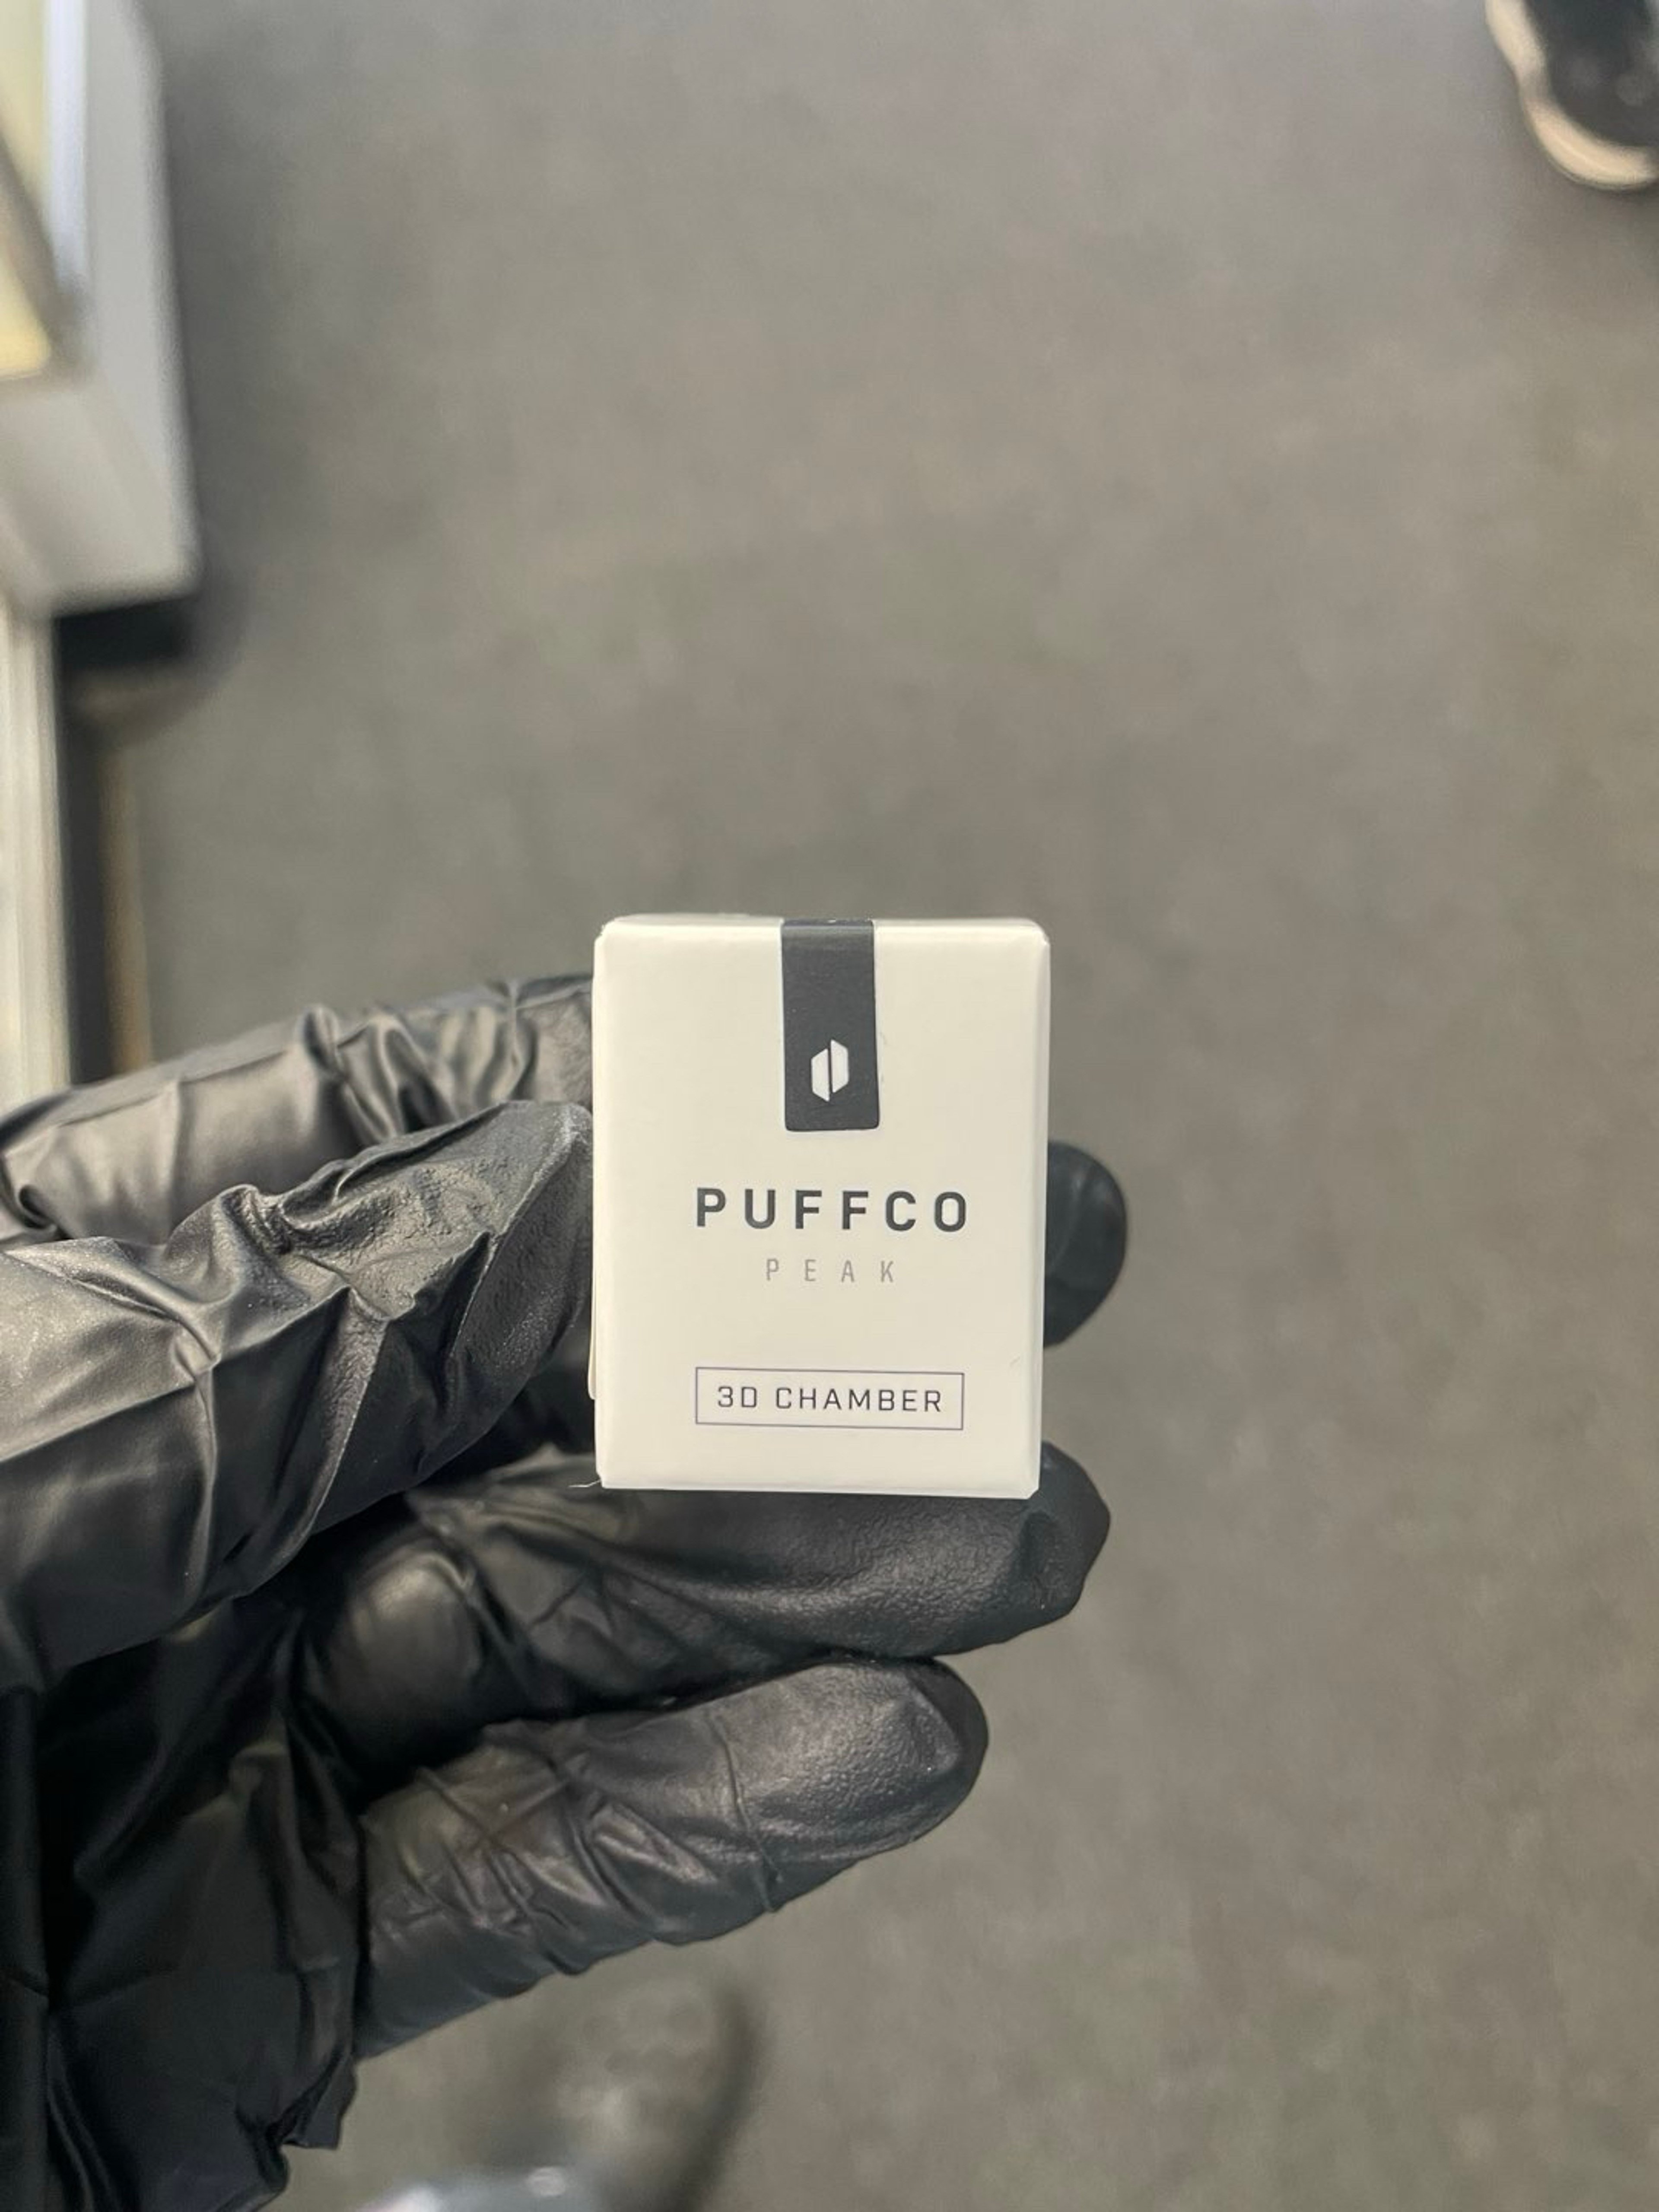 PUFFCO
PEAK
3D CHAMBER